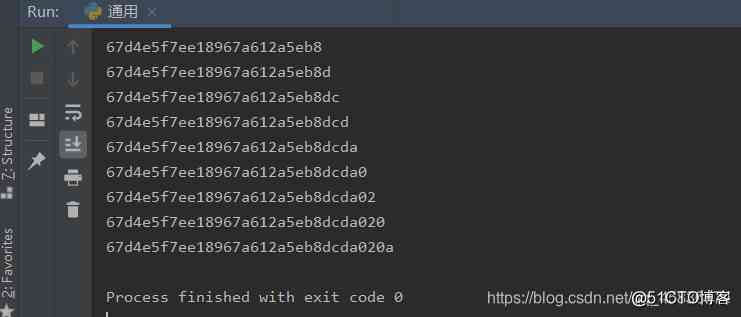 Run: 通用
67d4e5f7ee18967a612a5eb8
67d4e5f7ee18967a612a5eb8d
67d4e5f7ee18967a612a5eb8dc
67d4e5f7ee18967a612a5eb8dcd
67d4e5f7ee18967a612a5eb8dcda
67d4e5f7ee18967a612a5eb8dcda0
67d4e5f7ee18967a612a5eb8dcda02
67d4e5f7ee18967a612a5eb8dcda020
67d4e5f7ee18967a612a5eb8dcda020a
Process finished with exit code 0
7: Structure
2: Favorites
https://blog.csdn.net/
@51CTO博客